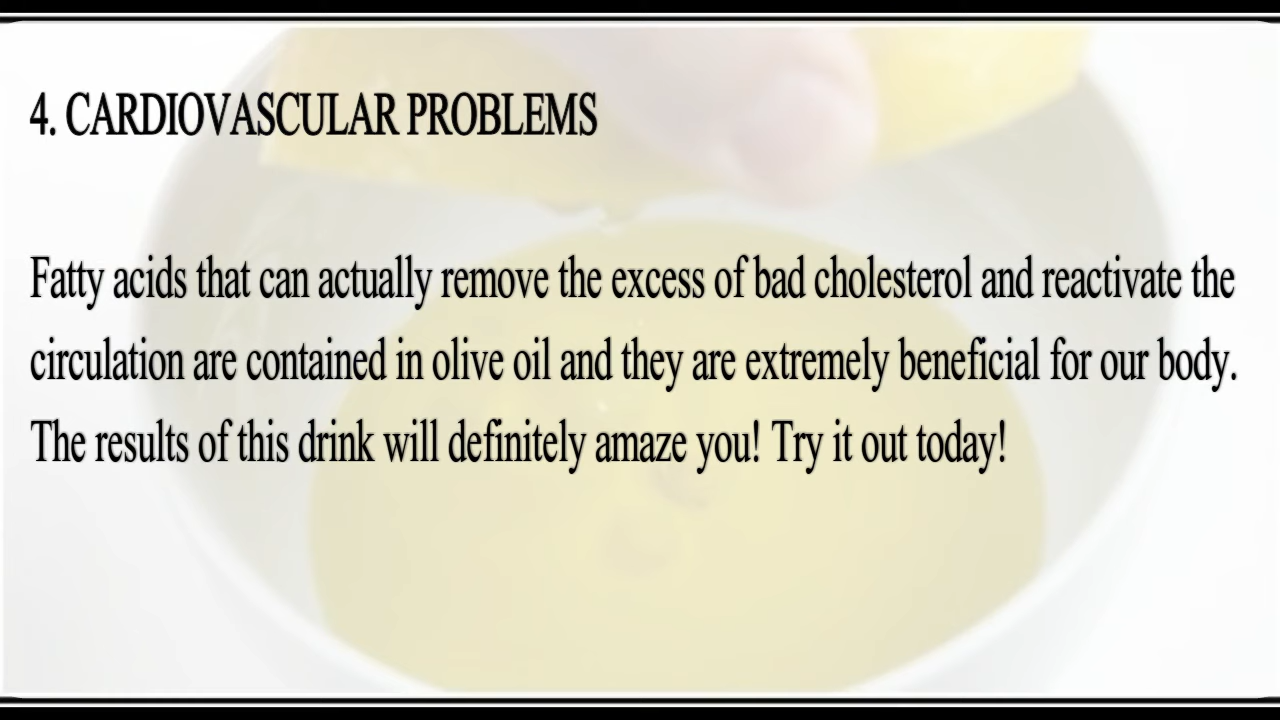 4. CARDIOVASCULAR PROBLEMS
Fatty acids that can actually remove the excess of bad cholesterol and reactivate the
circulation are contained in olive oil and they are extremely beneficial for our body.
The results of this drink will definitely amaze you! Try it out today!